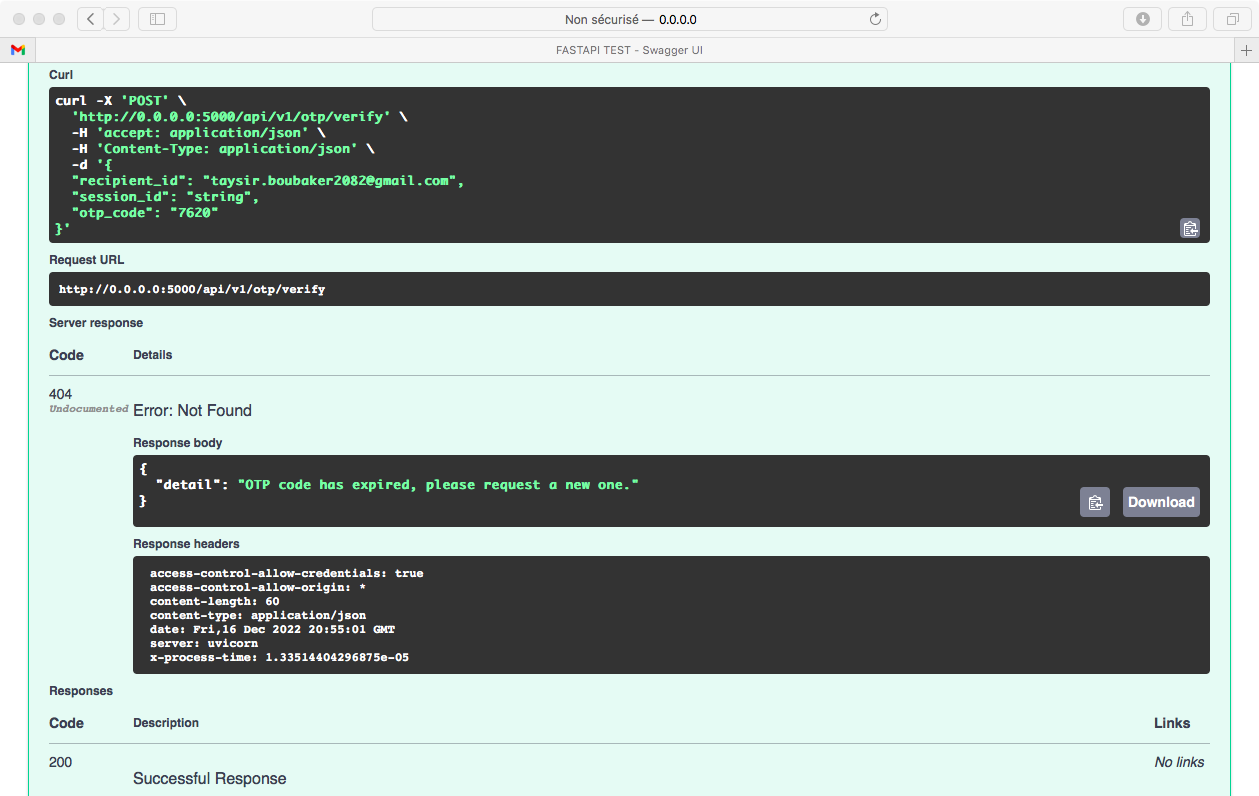 Non sécurisé — 0.0.0.0
FASTAPI TEST - Swagger UI
Curl
curl -X 'POST' \
'http://0.0.0.0:5000/api/v1/otp/verify' \
-H 'accept: application/json' \
-H 'Content-Type: application/json' \
-d '{
"recipient_id": "taysir.boubaker2082@gmail.com",
"session_id": "string",
"otp_code": "7620"
}'
Request URL
http://0.0.0.0:5000/api/v1/otp/verify
Server response
Code Details
404
Undocumented Error: Not Found
Response body
{
"detail": "OTP code has expired, please request a new one."
}
Download
Response headers
access-control-allow-credentials: true
access-control-allow-origin: *
content-length: 60
content-type: application/json
date: Fri,16 Dec 2022 20:55:01 GMT
server: uvicorn
x-process-time: 1.33514404296875e-05
Responses
Code Description Links
200 No links
Successful Response